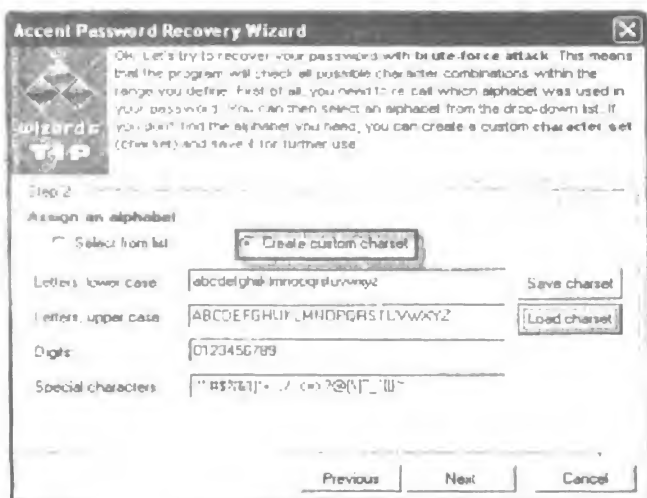 Accent Password Recovery Wizard
Ok. Let's try to recover your password with brute-force attack. This means
that the program will check all possible character combinations within the
range you define. First of all, you need to re call which alphabet was used in
your password. You can then select an alphabet from the drop-down list. If
you don't find the alphabet you need, you can create a custom character set
(charset) and save it for further use
wizard's
TIP
Step 2
Assign an alphabet
Select from list
Create custom charset
Letters, lower case
abcdefghijklmnopqrstuvwxyz
Save charset
Letters, upper case
ABCDEFGHIJKLMNOPQRSTUVWXYZ
Load charset
Digits
0123456789
Special characters
Previous
Next
Cancel